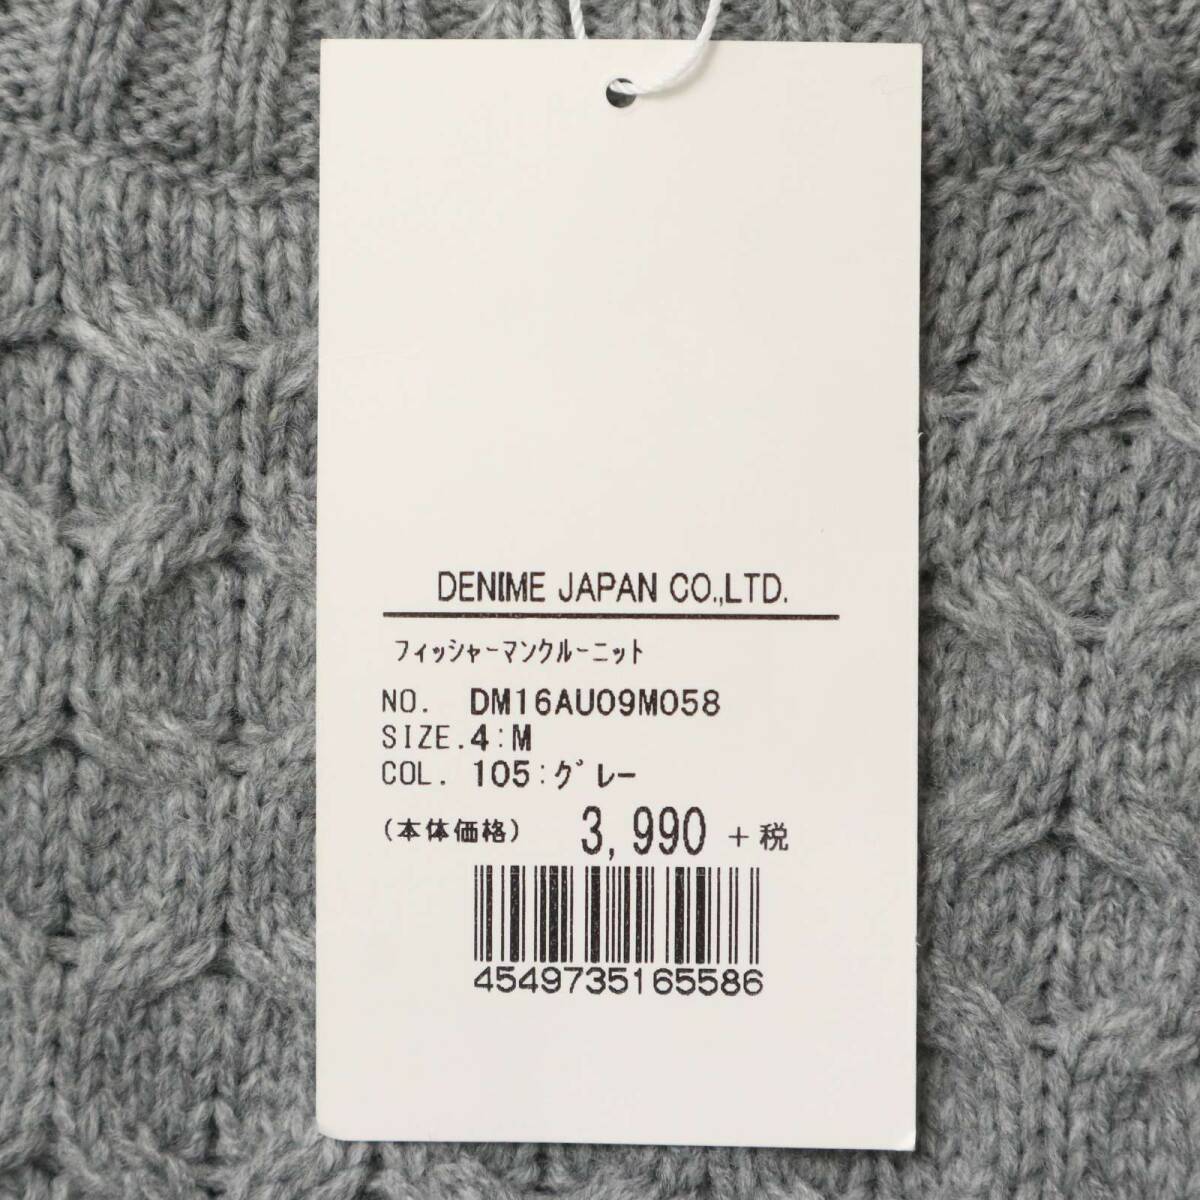 DENIME JAPAN CO.,LTD.
フィッシャーマンクルーニット
NO. DM16AU09M058
SIZE.4:M
COL. 105:グレー
(本体価格) 3,990 +税
4549735165586